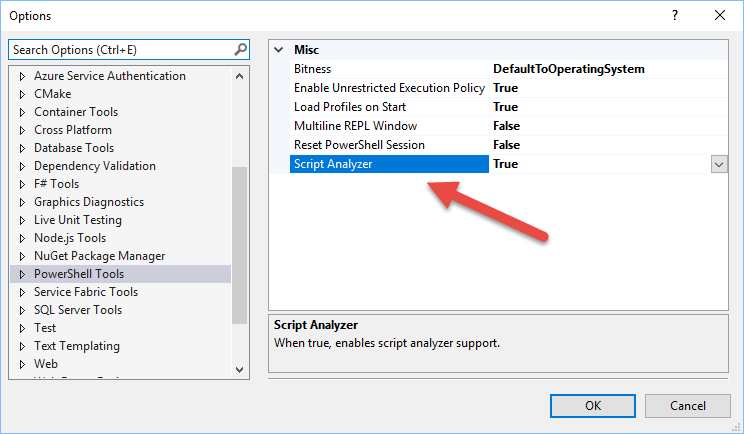 Options
Search Options (Ctrl+E)
Azure Service Authentication
CMake
Container Tools
Cross Platform
Database Tools
Dependency Validation
F# Tools
Graphics Diagnostics
Live Unit Testing
Node.js Tools
NuGet Package Manager
PowerShell Tools
Service Fabric Tools
SQL Server Tools
Test
Text Templating
Web
Misc
Bitness DefaultToOperatingSystem
Enable Unrestricted Execution Policy True
Load Profiles on Start True
Multiline REPL Window False
Reset PowerShell Session False
Script Analyzer True
Script Analyzer
When true, enables script analyzer support.
OK Cancel